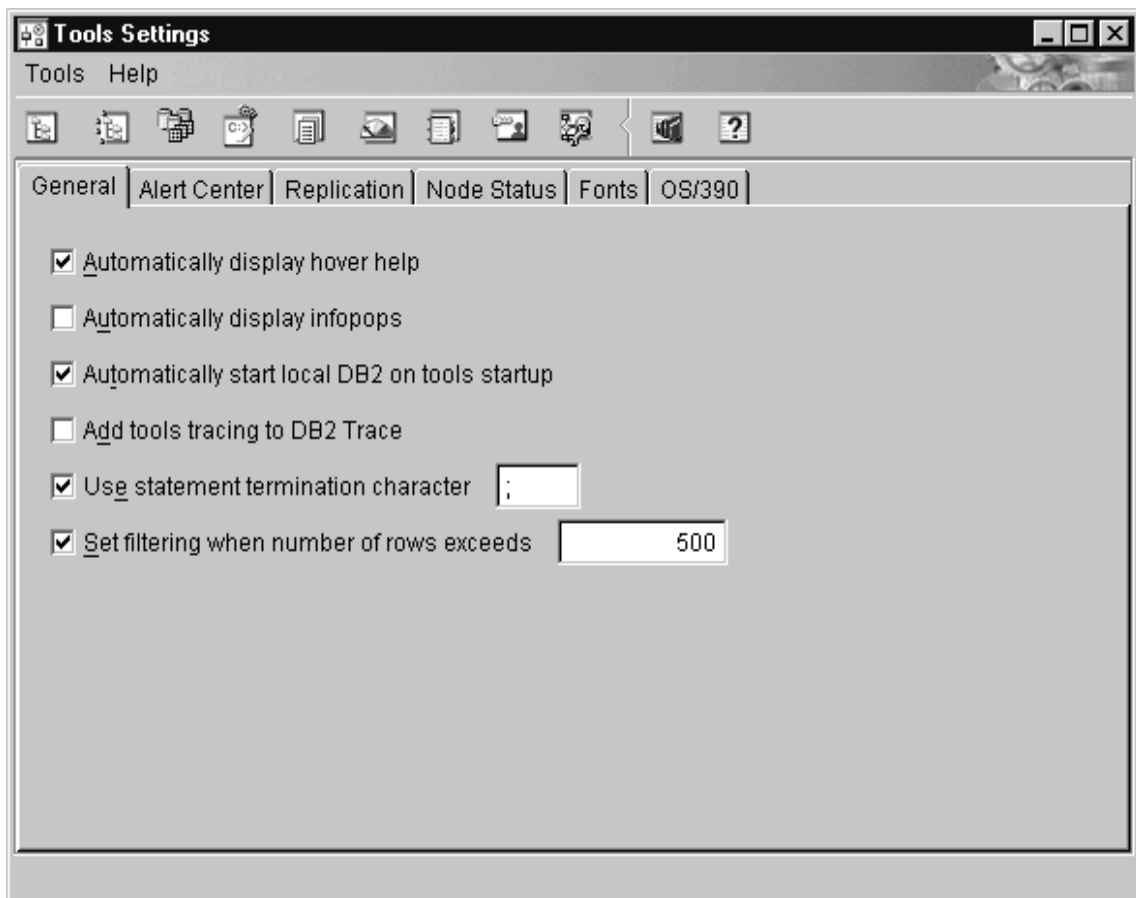 Tools Settings
Tools Help
General Alert Center Replication Node Status Fonts OS/390
Automatically display hover help
Automatically display infopops
Automatically start local DB2 on tools startup
Add tools tracing to DB2 Trace
Use statement termination character ;
Set filtering when number of rows exceeds 500